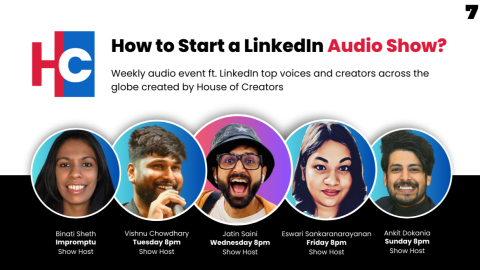 7
HC
How to Start a LinkedIn Audio Show?
Weekly audio event ft. LinkedIn top voices and creators across the
globe created by House of Creators
Binati Sheth
Impromptu
Show Host
Vishnu Chowdhary
Tuesday 8pm
Show Host
Jatin Saini
Wednesday 8pm
Show Host
Eswari Sankaranarayanan
Friday 8pm
Show Host
Ankit Dokania
Sunday 8pm
Show Host